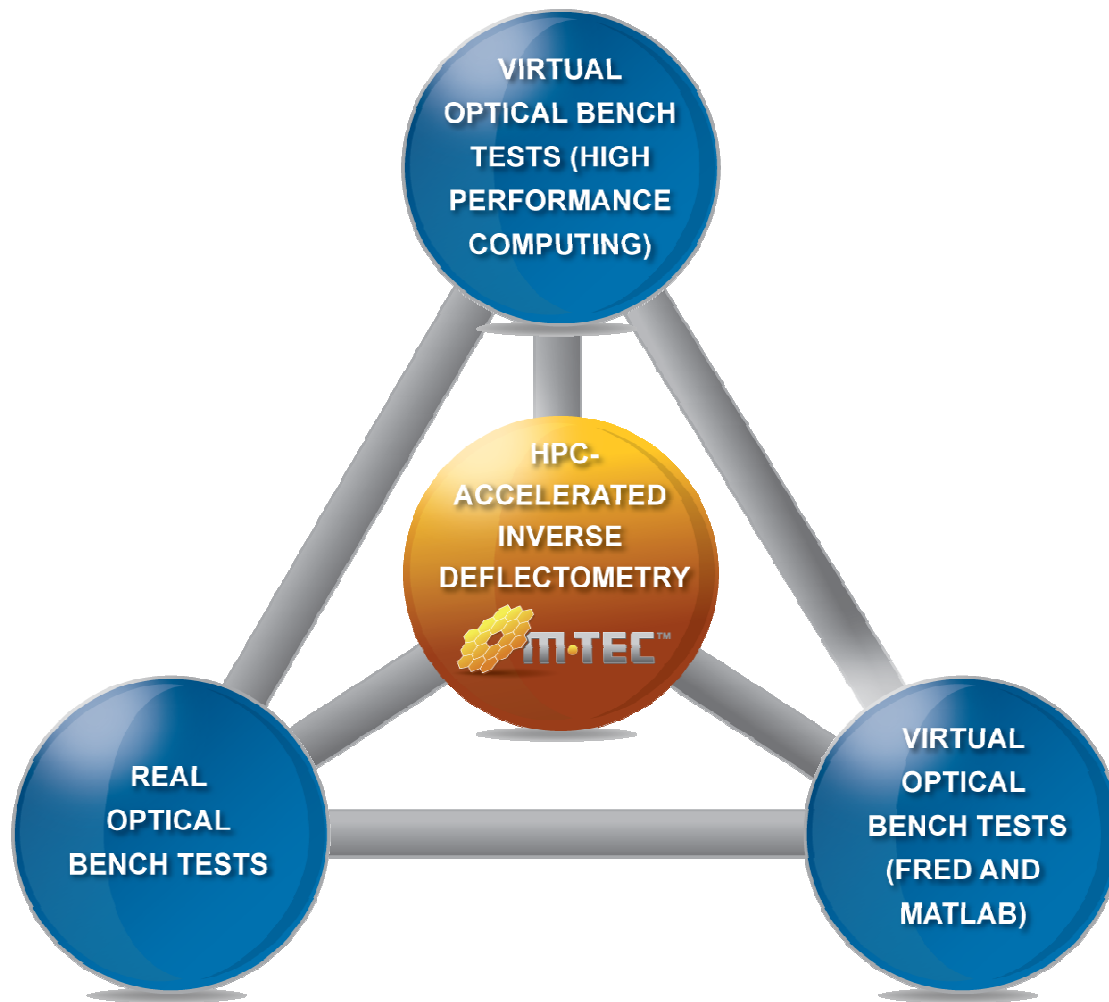 VIRTUAL
OPTICAL BENCH
TESTS (HIGH
PERFORMANCE
COMPUTING)
HPC-
ACCELERATED
INVERSE
DEFLECTOMETRY
M·TEC™
REAL
OPTICAL
BENCH TESTS
VIRTUAL
OPTICAL
BENCH TESTS
(FRED AND
MATLAB)